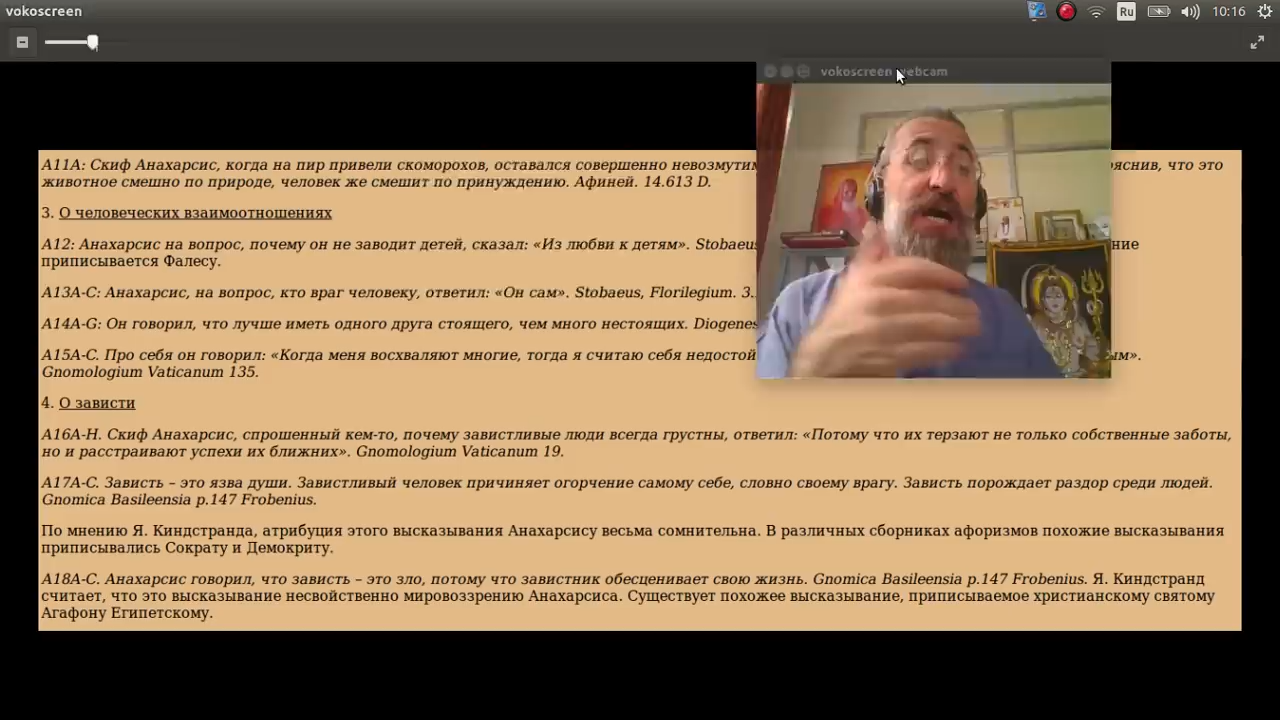 vokoscreen
Ru
10:16
vokoscreen webcam
A11A: Скиф Анахарсис, когда на пир привели скоморохов, оставался совершенно
что это
животное смешно по природе, человек же смешит по принуждению. Афиней. 14.613 D.
3. О человеческих взаимоотношениях
A12: Анахарсис на вопрос, почему он не заводит детей, сказал: «Из любви к детям».
приписывается Фалесу.
A13A-C: Анахарсис, на вопрос, кто враг человеку, ответил: «Он сам». Stobaeus, Florilegium. 3.
A14A-G: Он говорил, что лучше иметь одного друга стоящего, чем много нестоящих.
A15A-C. Про себя он говорил: «Когда меня восхваляют многие, тогда я считаю себя
Gnomologium Vaticanum 135.
4. О зависти
A16A-H. Скиф Анахарсис, спрошенный кем-то, почему завистливые люди всегда грустны, ответил: «Потому что их терзают не только собственные заботы,
но и расстраивают успехи их ближних». Gnomologium Vaticanum 19.
A17A-C. Зависть – это язва души. Завистливый человек причиняет огорчение самому себе, словно своему врагу. Зависть порождает раздор среди людей.
Gnomica Basileensia p.147 Frobenius.
По мнению Я. Киндстранда, атрибуция этого высказывания Анахарсису весьма сомнительна. В различных сборниках афоризмов похожие высказывания
приписывались Сократу и Демокриту.
A18A-C. Анахарсис говорил, что зависть – это зло, потому что завистник обесценивает свою жизнь. Gnomica Basileensia p.147 Frobenius. Я. Киндстранд
считает, что это высказывание несвойственно мировоззрению Анахарсиса. Существует похожее высказывание, приписываемое христианскому святому
Агафону Египетскому.